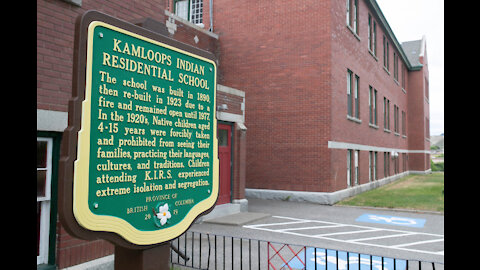 KAMLOOPS INDIAN
RESIDENTIAL SCHOOL
The school was built in 1890,
then re-built in 1923 due to a
fire and remained open until 1977.
In the 1920's, Native children aged
4-15 years were forcibly taken
and prohibited from seeing their
families, practicing their languages,
cultures, and traditions. Children
attending K.I.R.S. experienced
extreme isolation and segregation.
PROVINCE OF
BRITISH COLUMBIA
2019